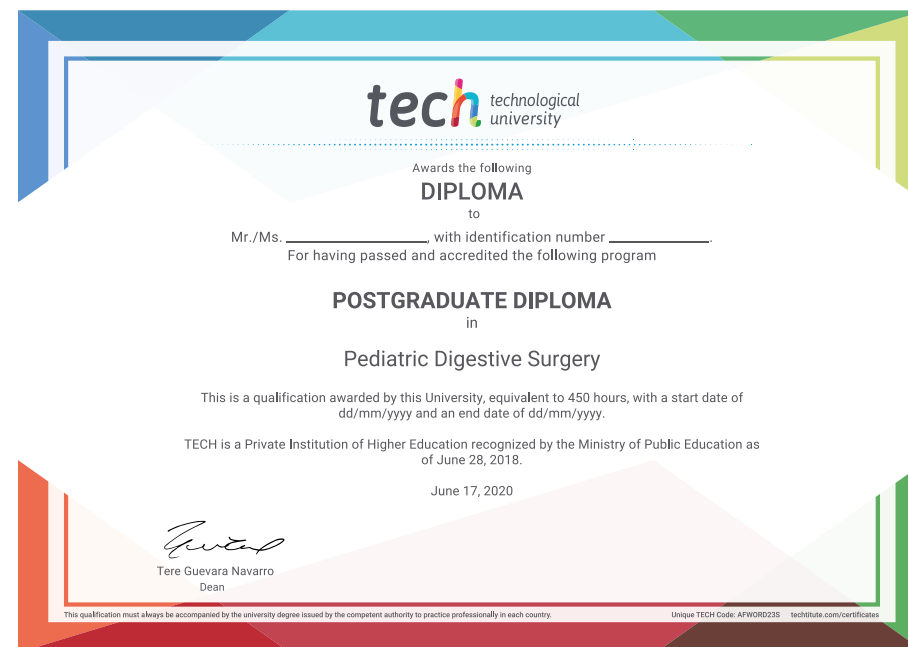 tech technological
university
Awards the following
DIPLOMA
to
Mr./Ms. ____________, with identification number ____________.
For having passed and accredited the following program
POSTGRADUATE DIPLOMA
in
Pediatric Digestive Surgery
This is a qualification awarded by this University, equivalent to 450 hours, with a start date of
dd/mm/yyyy and an end date of dd/mm/yyyy.
TECH is a Private Institution of Higher Education recognized by the Ministry of Public Education as
of June 28, 2018.
June 17, 2020
Tere Guevara Navarro
Dean
This qualification must always be accompanied by the university degree issued by the competent authority to practice professionally in each country. Unique TECH Code: AFWORD23S techtitute.com/certificates